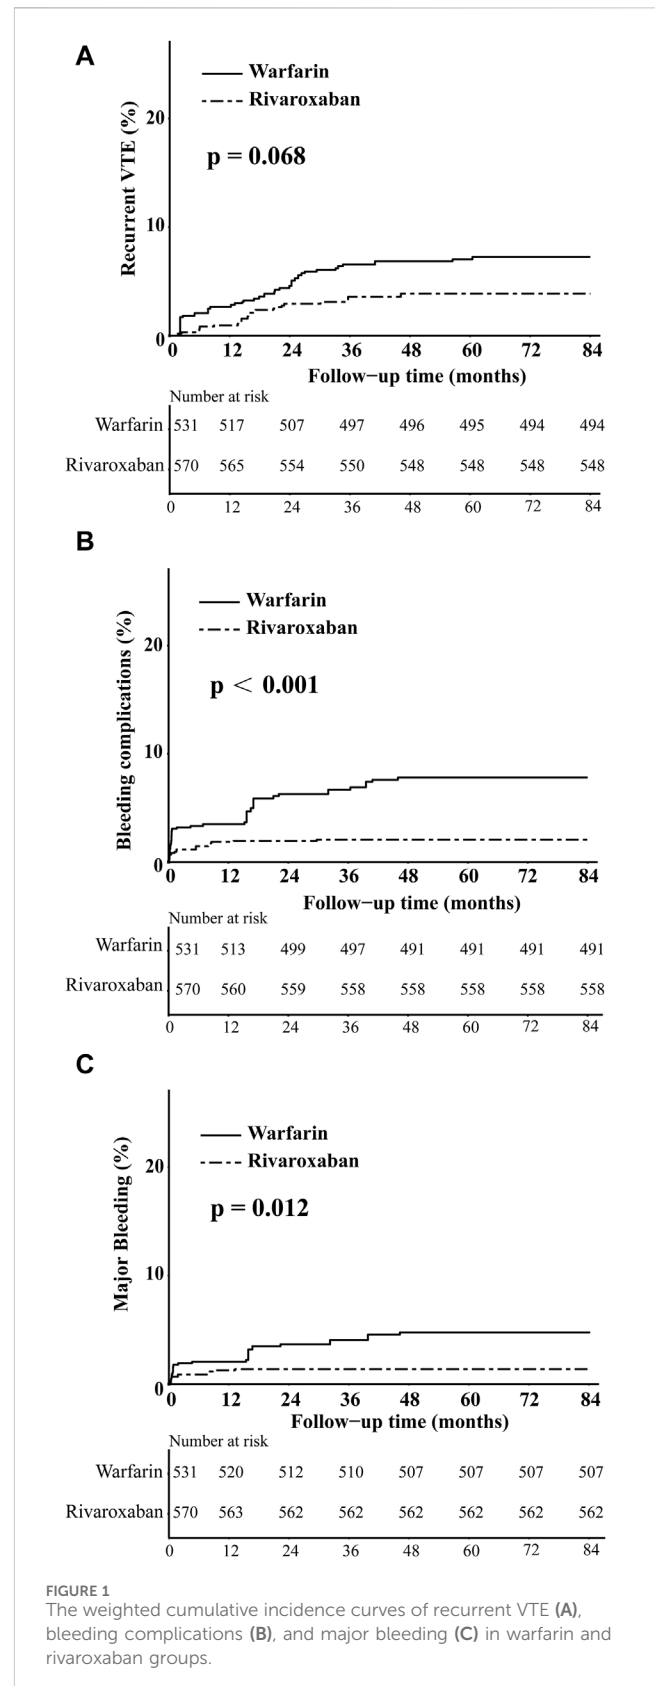 A
Warfarin
Rivaroxaban
p = 0.068
Recurrent VTE (%)
20
10
0
0 12 24 36 48 60 72 84
Follow−up time (months)
Number at risk
Warfarin 531 517 507 497 496 495 494 494
Rivaroxaban 570 565 554 550 548 548 548 548
0 12 24 36 48 60 72 84
B
Warfarin
Rivaroxaban
p < 0.001
Bleeding complications (%)
20
10
0
0 12 24 36 48 60 72 84
Follow−up time (months)
Number at risk
Warfarin 531 513 499 497 491 491 491 491
Rivaroxaban 570 560 559 558 558 558 558 558
0 12 24 36 48 60 72 84
C
Warfarin
Rivaroxaban
p = 0.012
Major Bleeding (%)
20
10
0
0 12 24 36 48 60 72 84
Follow−up time (months)
Number at risk
Warfarin 531 520 512 510 507 507 507 507
Rivaroxaban 570 563 562 562 562 562 562 562
0 12 24 36 48 60 72 84
FIGURE 1
The weighted cumulative incidence curves of recurrent VTE (A),
bleeding complications (B), and major bleeding (C) in warfarin and
rivaroxaban groups.